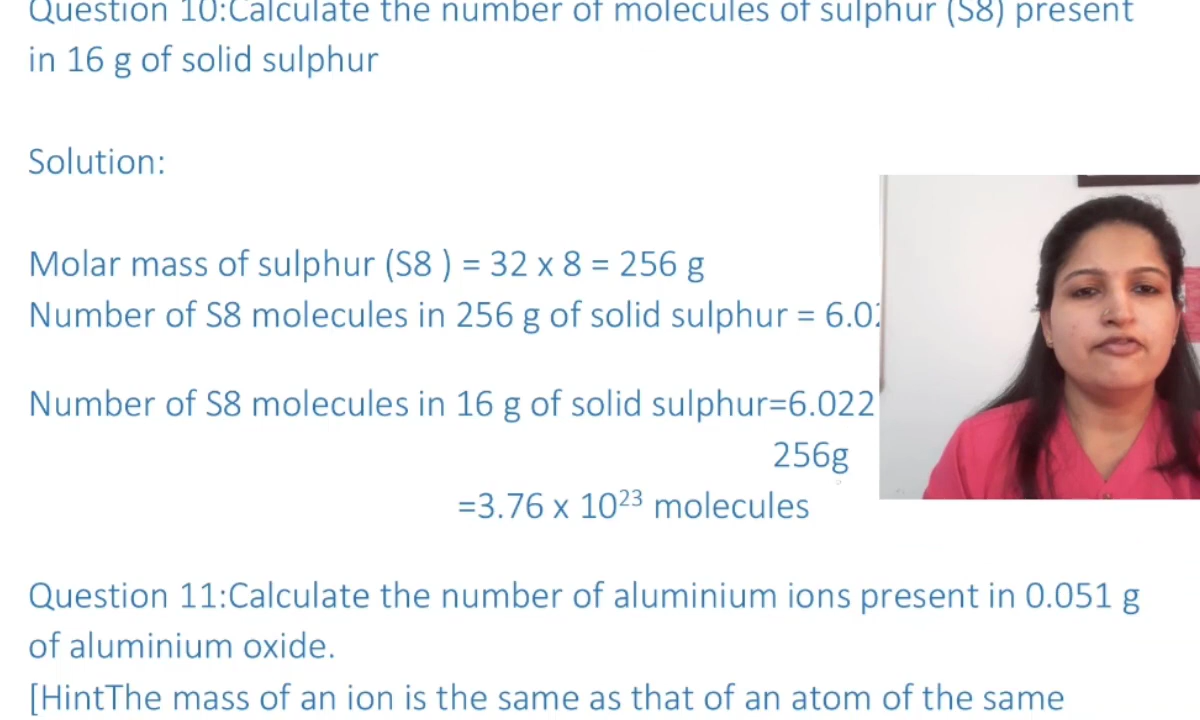 Question 10:Calculate the number of molecules of sulphur (S8) present
in 16 g of solid sulphur
Solution:
Molar mass of sulphur (S8 ) = 32 x 8 = 256 g
Number of S8 molecules in 256 g of solid sulphur = 6.02
Number of S8 molecules in 16 g of solid sulphur=6.022
256g
=3.76 x 10²³ molecules
Question 11:Calculate the number of aluminium ions present in 0.051 g
of aluminium oxide.
[HintThe mass of an ion is the same as that of an atom of the same